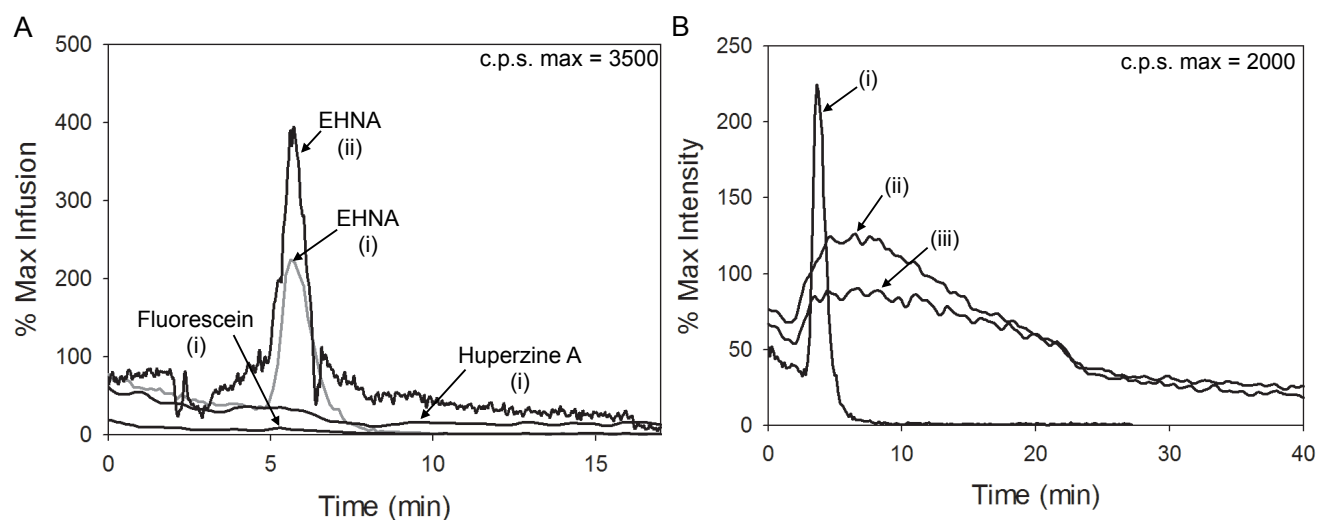 A
c.p.s. max = 3500
% Max Infusion
500
400
300
200
100
0
EHNA
(ii)
EHNA
(i)
Fluorescein
(i)
Huperzine A
(i)
0
5
10
15
Time (min)
B
c.p.s. max = 2000
% Max Intensity
250
200
150
100
50
0
(i)
(ii)
(iii)
0
10
20
30
40
Time (min)